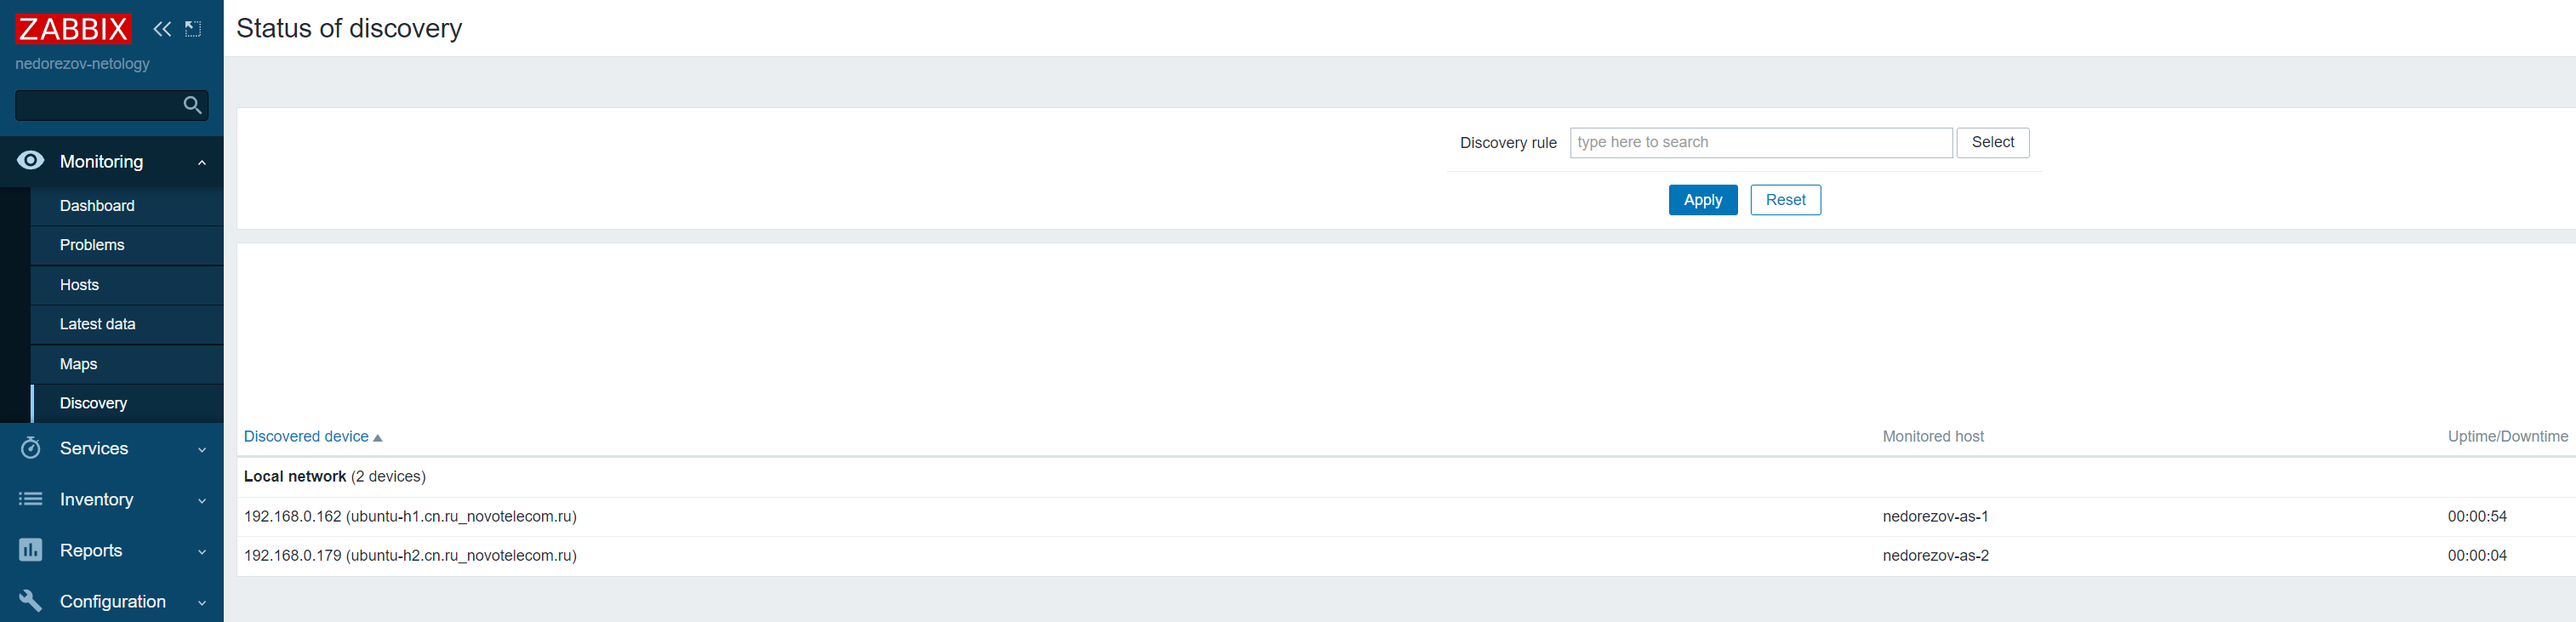 ZABBIX
nedorezov-netology
Monitoring
Dashboard
Problems
Hosts
Latest data
Maps
Discovery
Services
Inventory
Reports
Configuration
Status of discovery
Discovery rule type here to search Select
Apply Reset
Discovered device Monitored host Uptime/Downtime
Local network (2 devices)
192.168.0.162 (ubuntu-h1.cn.ru_novotelecom.ru) nedorezov-as-1 00:00:54
192.168.0.179 (ubuntu-h2.cn.ru_novotelecom.ru) nedorezov-as-2 00:00:04